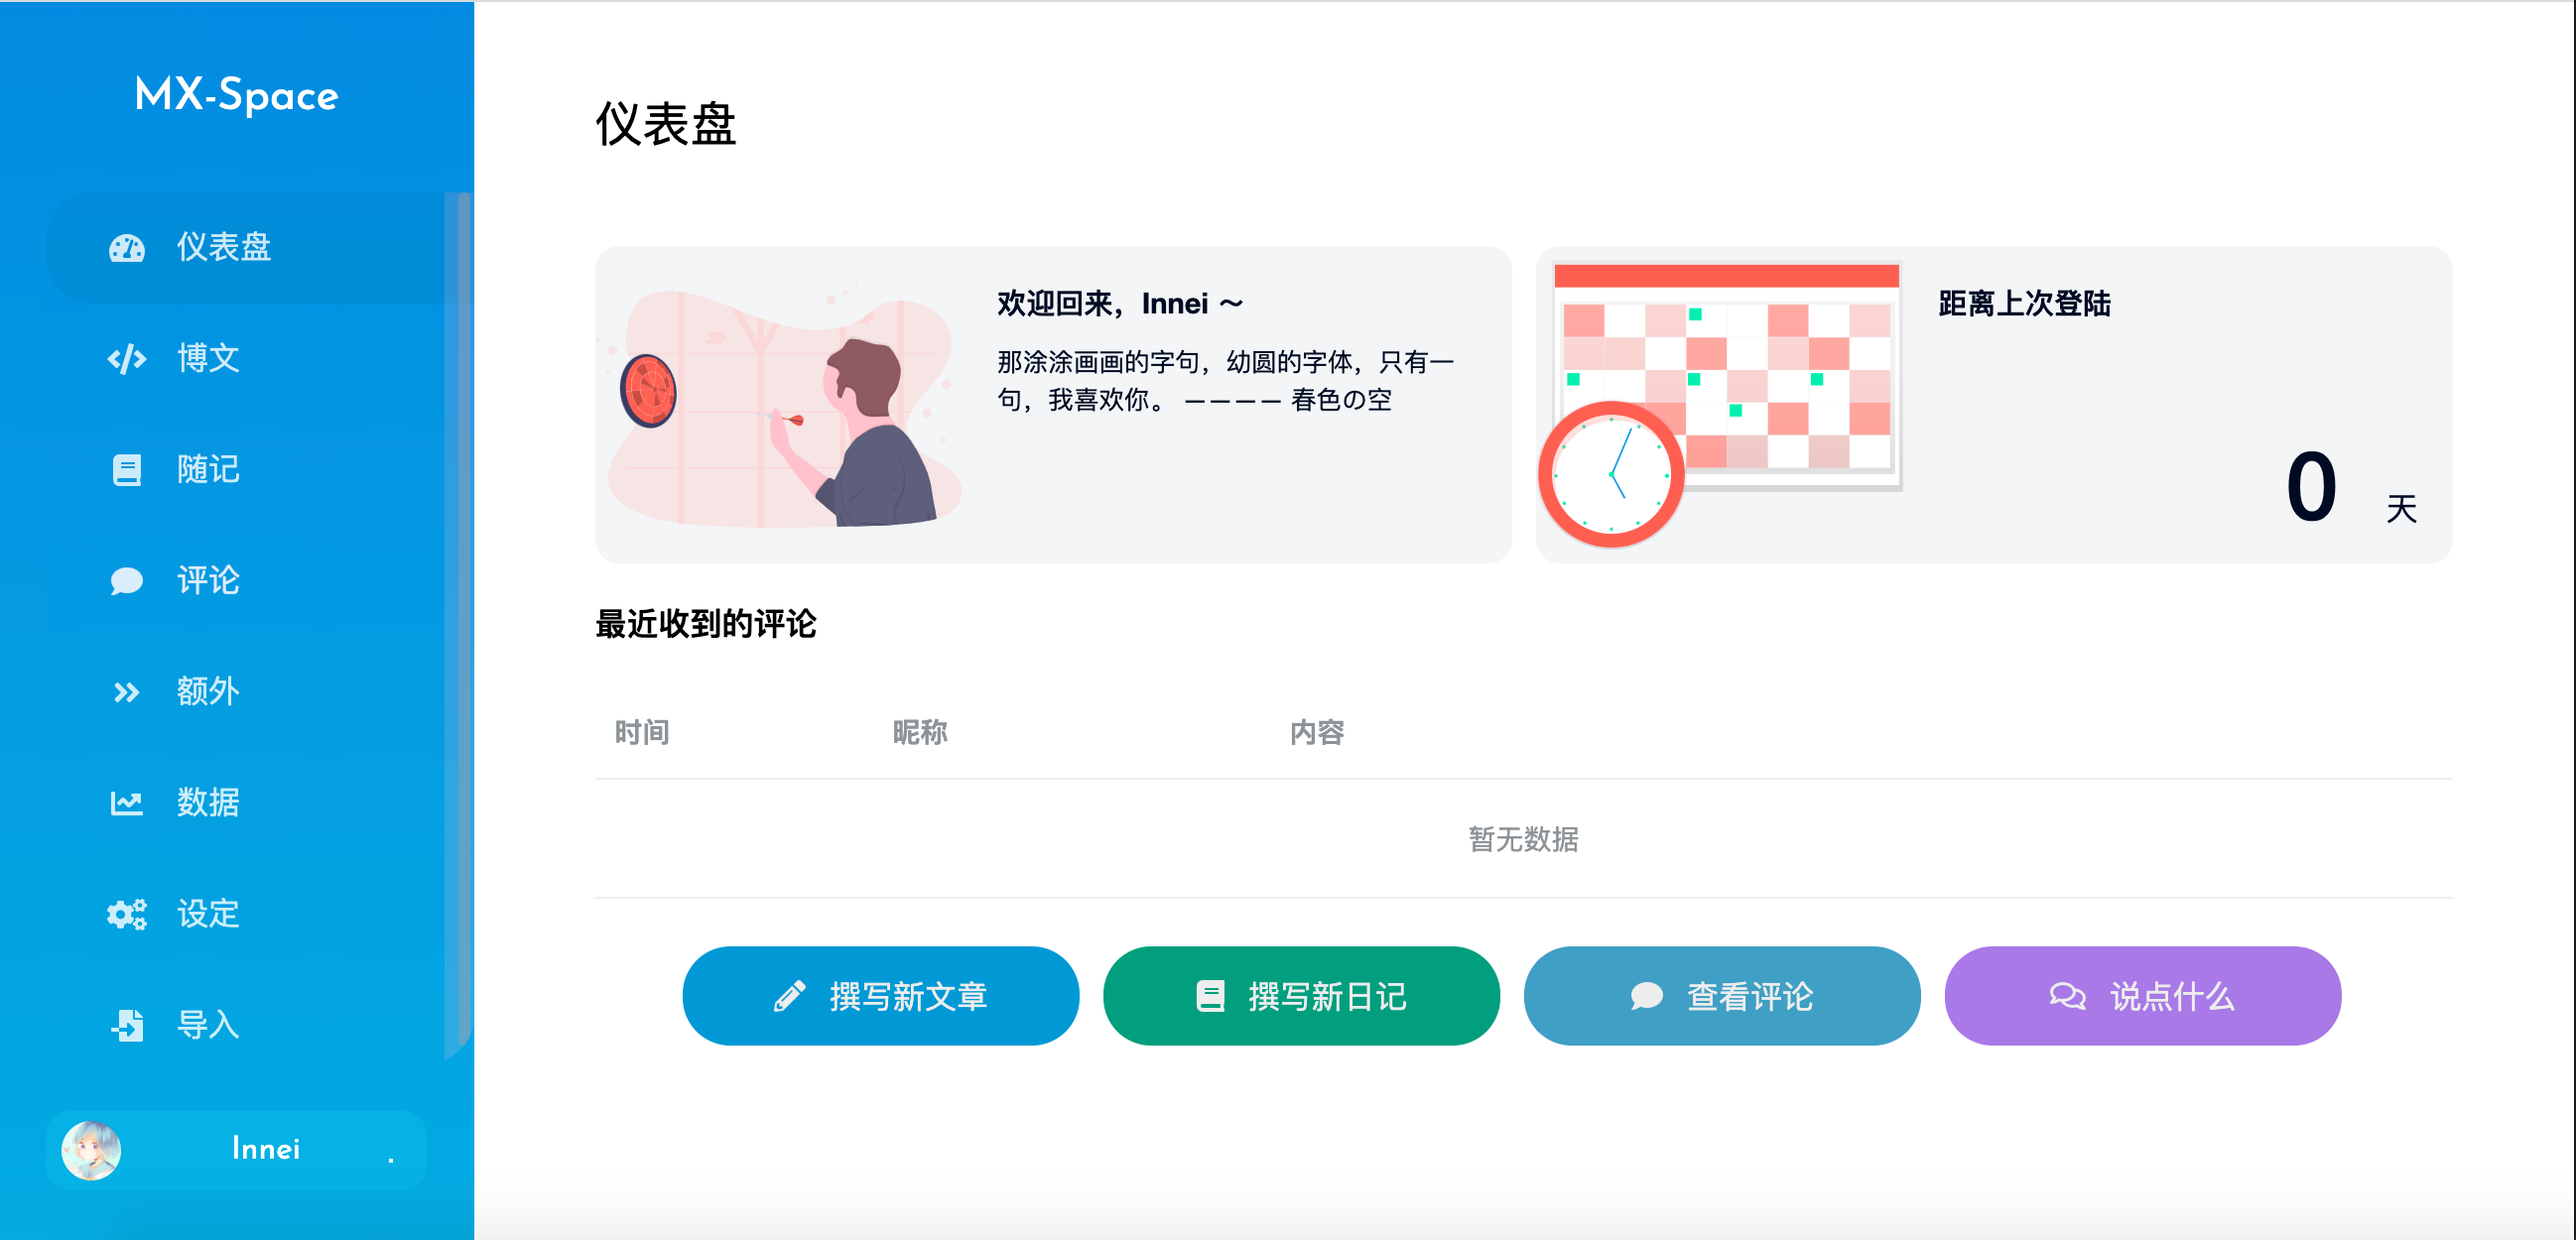 MX-Space
仪表盘
博文
随记
评论
额外
数据
设定
导入
Innei
.
仪表盘
欢迎回来，Innei ～
那涂涂画画的字句，幼圆的字体，只有一
句，我喜欢你。 ———— 春色の空
距离上次登陆
0 天
最近收到的评论
时间 昵称 内容
暂无数据
撰写新文章 撰写新日记 查看评论 说点什么